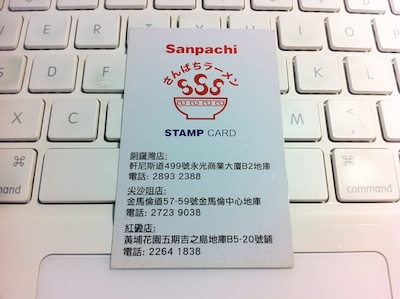 Sanpachi
さんぱちラーメン
SSS
STAMP CARD
銅鑼灣店:
軒尼斯道499號永光商業大廈B2地庫
電話: 2893 2388
尖沙咀店:
金馬倫道57-59號金馬倫中心地庫
電話: 2723 9038
紅磡店:
黃埔花園五期吉之島地庫B5-20號鋪
電話: 2264 1838
⌘
command
⌘
command